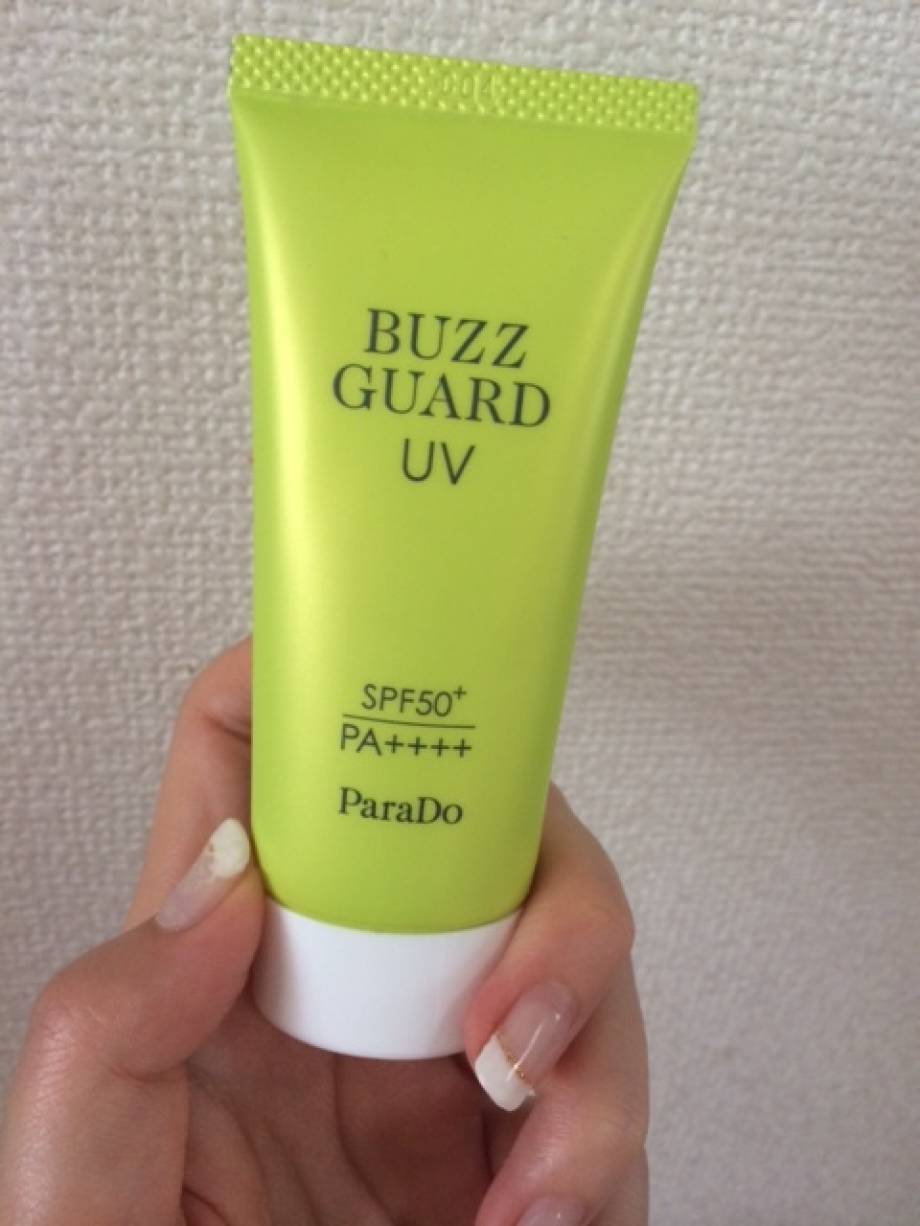 BUZZ
GUARD
UV
SPF50+
PA++++
ParaDo